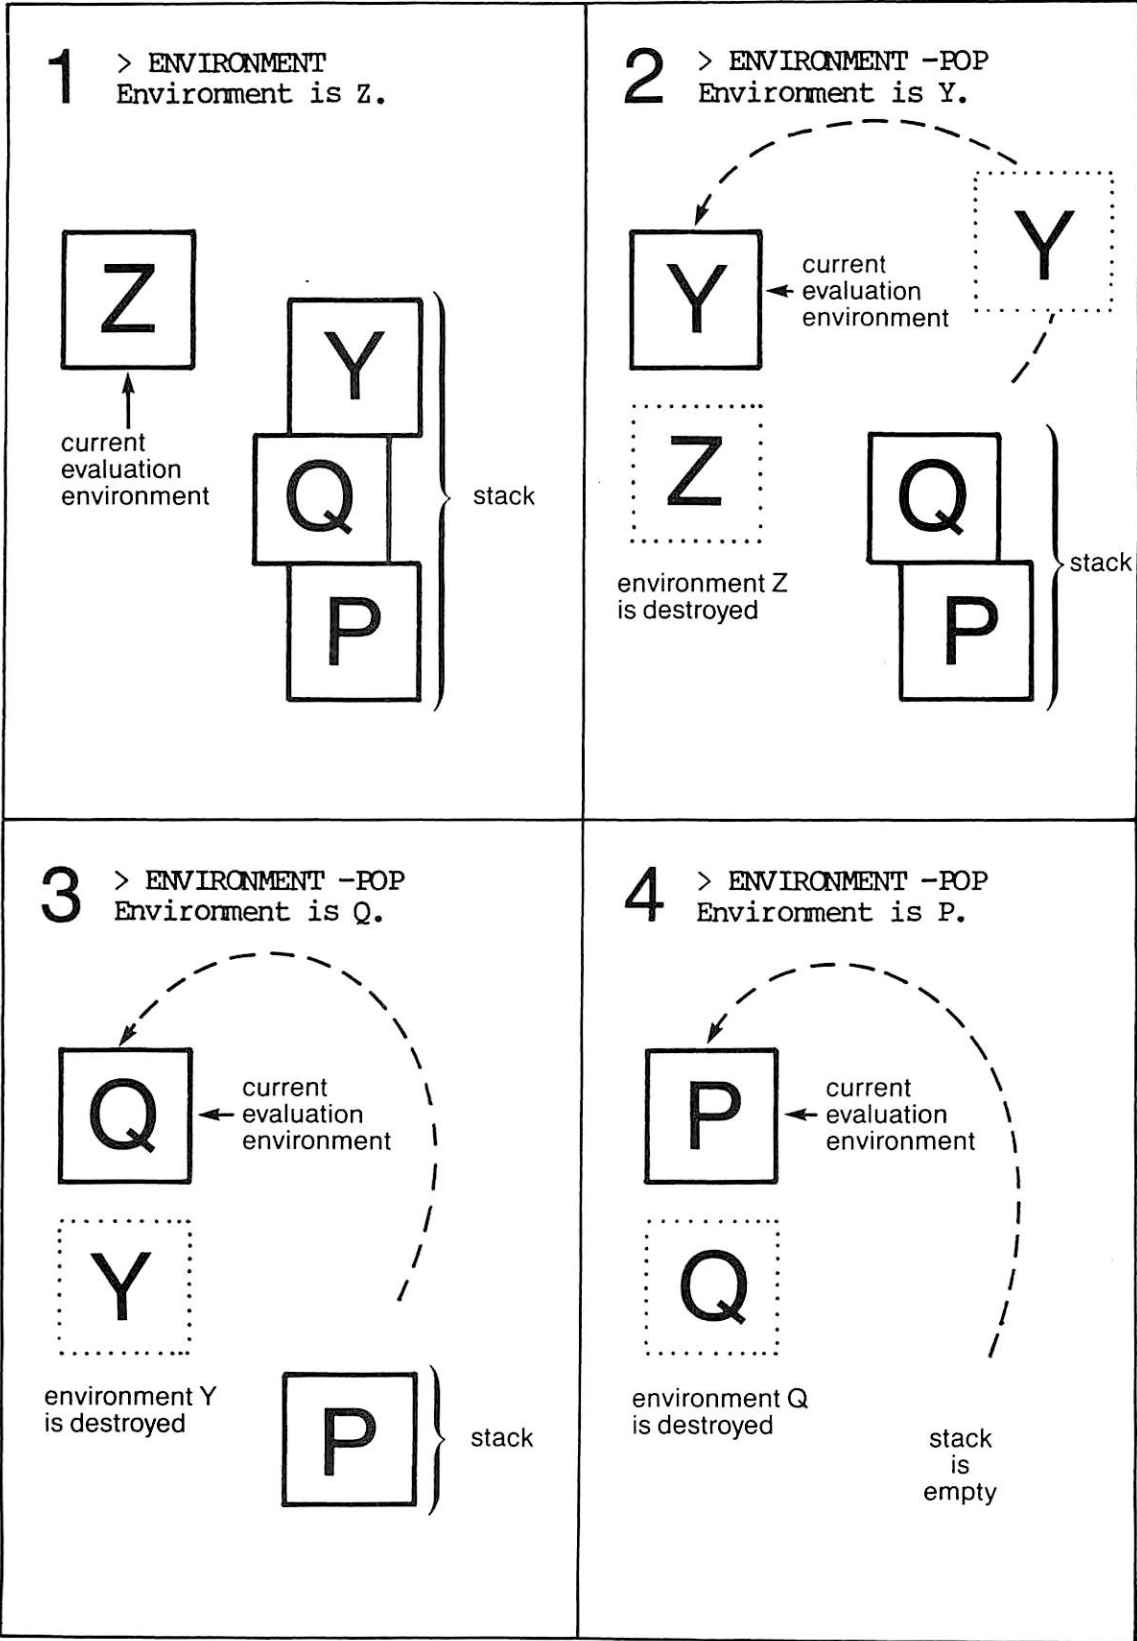 1
> ENVIRONMENT
Environment is Z.
Z
current
evaluation
environment
Y
Q
P
stack
2
> ENVIRONMENT -POP
Environment is Y.
Y
Y
current
evaluation
environment
Z
environment Z
is destroyed
Q
P
stack
3
> ENVIRONMENT -POP
Environment is Q.
Q
current
evaluation
environment
Y
environment Y
is destroyed
P
stack
4
> ENVIRONMENT -POP
Environment is P.
P
current
evaluation
environment
Q
environment Q
is destroyed
stack
is
empty